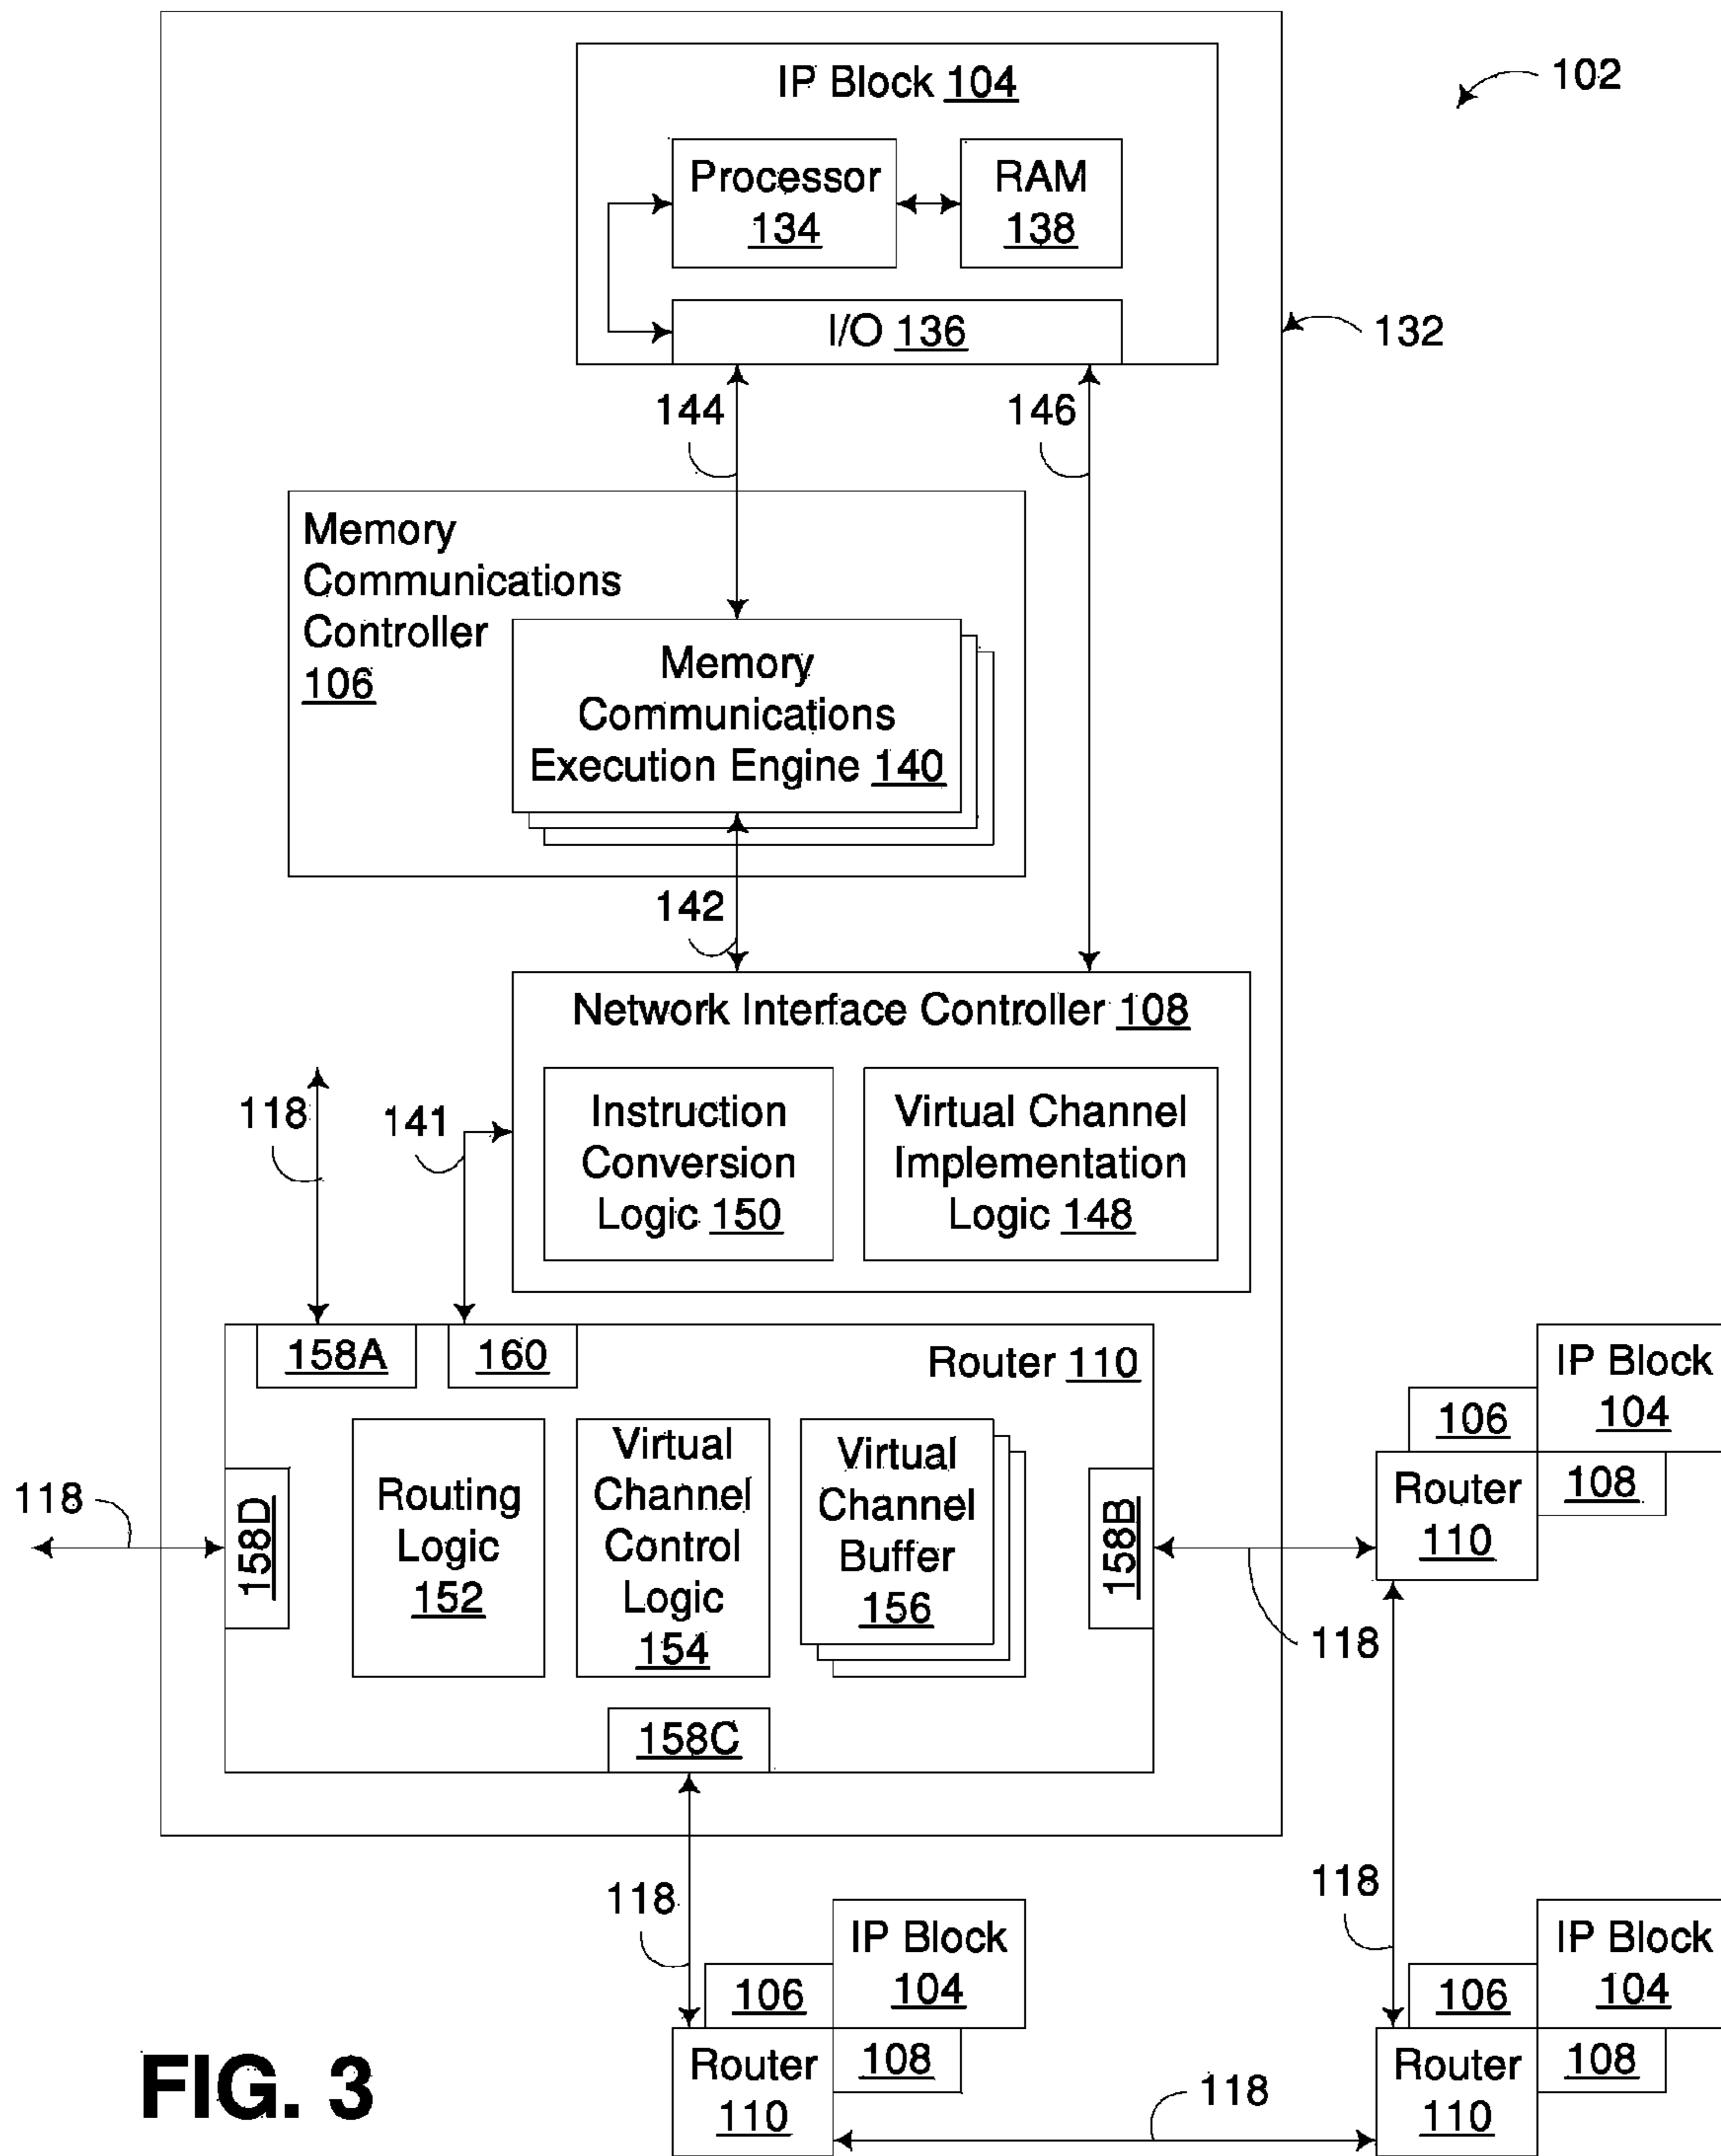 102
IP Block 104
Processor
134
RAM
138
I/O 136
132
144
146
Memory
Communications
Controller
106
Memory
Communications
Execution Engine 140
142
Network Interface Controller 108
118
141
Instruction
Conversion
Logic 150
Virtual Channel
Implementation
Logic 148
158A
160
Router 110
118
158D
Routing
Logic
152
Virtual
Channel
Control
Logic
154
Virtual
Channel
Buffer
156
158B
158C
118
IP Block
104
106
Router
110
108
118
IP Block
104
106
Router
110
108
118
118
IP Block
104
106
Router
110
108
FIG. 3